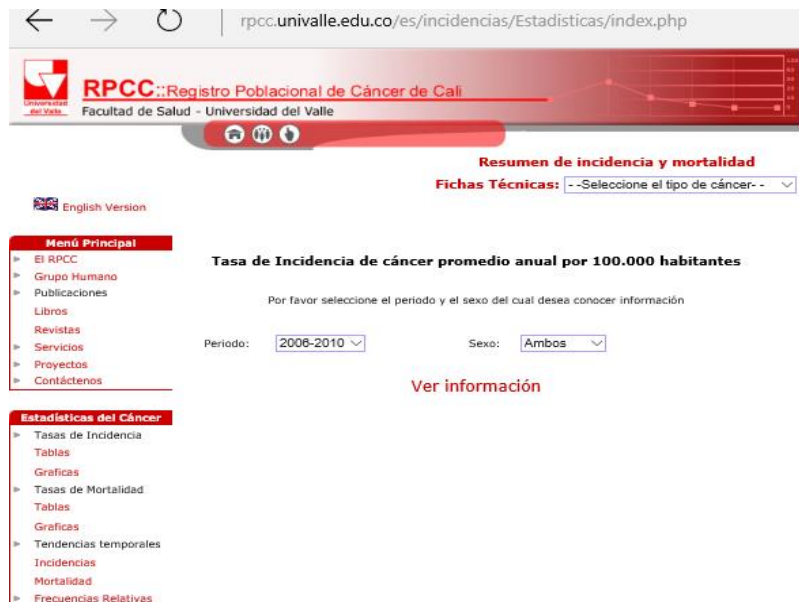 rpcc.univalle.edu.co/es/incidencias/Estadisticas/index.php
Universidad del Valle
RPCC::Registro Poblacional de Cáncer de Cali
Facultad de Salud - Universidad del Valle
Resumen de incidencia y mortalidad
Fichas Técnicas: --Seleccione el tipo de cáncer--
English Version
Menú Principal
El RPCC
Grupo Humano
Publicaciones
Libros
Revistas
Servicios
Proyectos
Contáctenos
Tasa de Incidencia de cáncer promedio anual por 100.000 habitantes
Por favor seleccione el periodo y el sexo del cual desea conocer información
Periodo: 2006-2010 Sexo: Ambos
Ver información
Estadísticas del Cáncer
Tasas de Incidencia
Tablas
Graficas
Tasas de Mortalidad
Tablas
Graficas
Tendencias temporales
Incidencias
Mortalidad
Frecuencias Relativas